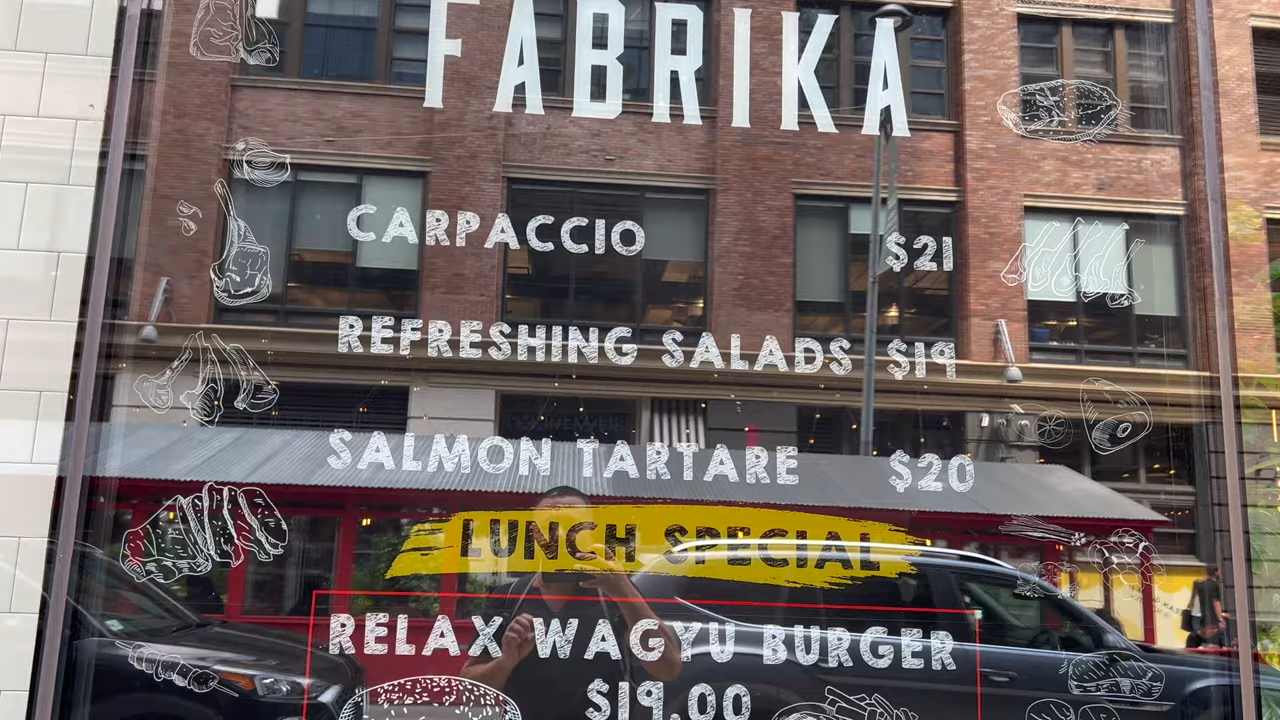 FABRIKA
CARPACCIO $21
REFRESHING SALADS $19
SALMON TARTARE $20
LUNCH SPECIAL
RELAX WAGYU BURGER
$19.00